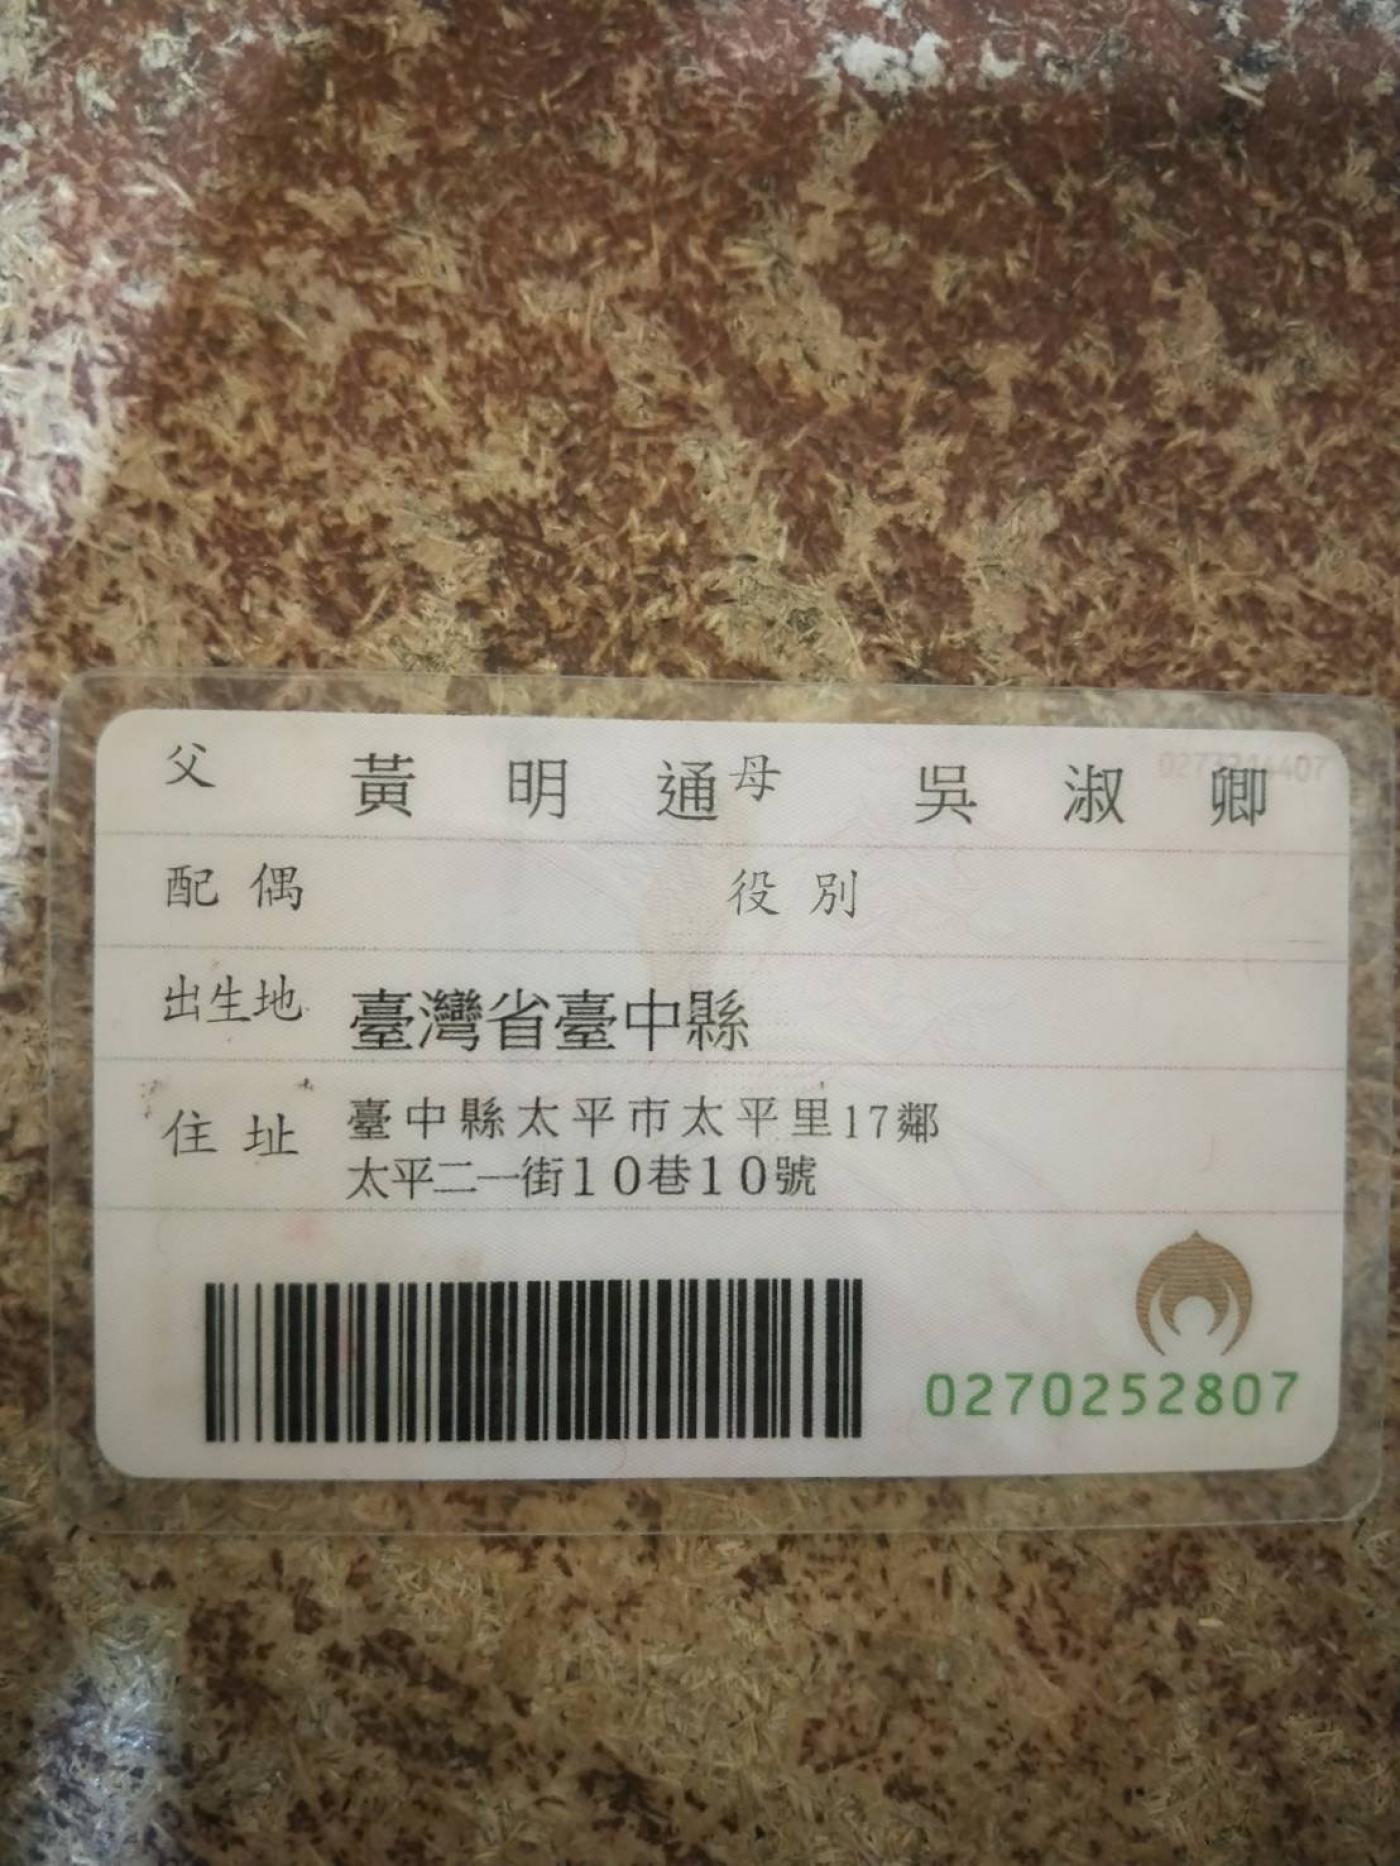 父 黃明通 母 吳淑卿
配偶 役別
出生地 臺灣省臺中縣
住址 臺中縣太平市太平里17鄰
太平二一街10巷10號
0270252807